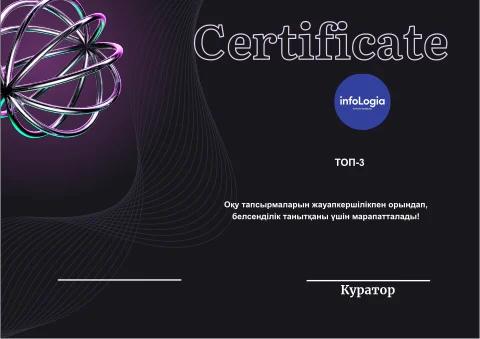 Certificate
infoLogia
ТОП-3
Оқу тапсырмаларын жауапкершілікпен орындап,
белсенділік танытқаны үшін марапатталады!
Куратор